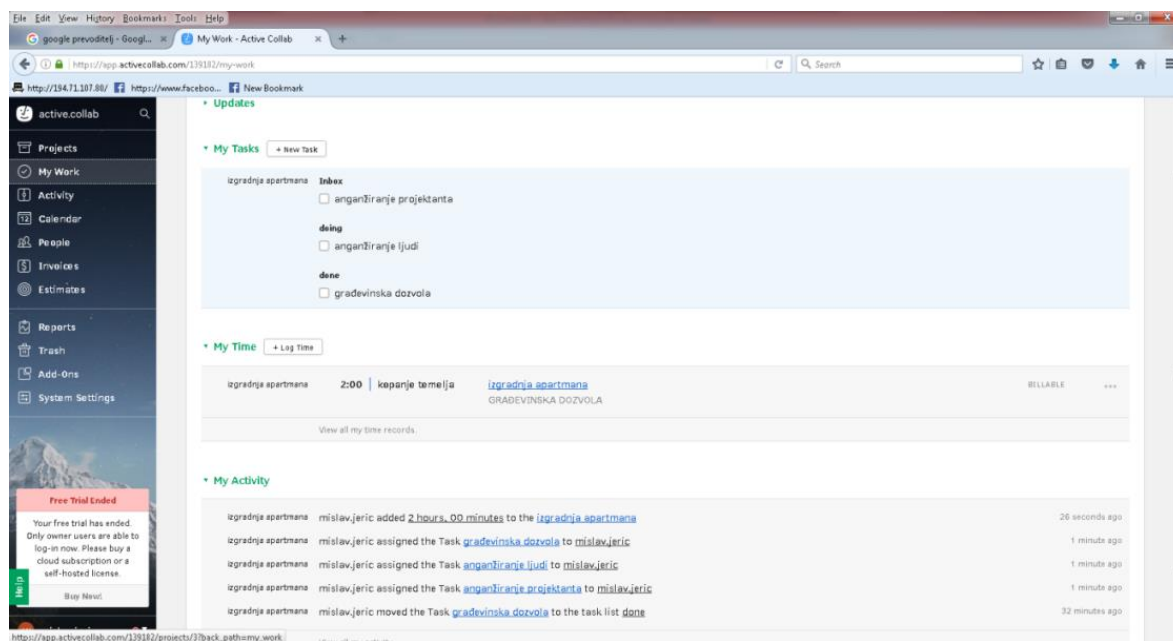 File Edit View History Bookmarks Tools Help
google prevoditelj - Googl... × My Work - Active Collab × +
https://app.activecollab.com/139182/my-work Search
http://194.71.107.80/ https://www.faceboo... New Bookmark
active.collab
Projects
My Work
Activity
Calendar
People
Invoices
Estimates
Reports
Trash
Add-Ons
System Settings
Free Trial Ended
Your free trial has ended.
Only owner users are able to
log-in now. Please buy a
cloud subscription or a
self-hosted license.
Buy Now!
Help
Updates
My Tasks + New Task
izgradnja apartmana Inbox
anganžiranje projektanta
doing
anganžiranje ljudi
done
građevinska dozvola
My Time + Log Time
izgradnja apartmana 2:00 kopanje temelja izgradnja apartmana BILLABLE
GRAĐEVINSKA DOZVOLA
View all my time records.
My Activity
izgradnja apartmana mislav.jeric added 2 hours, 00 minutes to the izgradnja apartmana 26 seconds ago
izgradnja apartmana mislav.jeric assigned the Task građevinska dozvola to mislav.jeric 1 minute ago
izgradnja apartmana mislav.jeric assigned the Task anganžiranje ljudi to mislav.jeric 1 minute ago
izgradnja apartmana mislav.jeric assigned the Task anganžiranje projektanta to mislav.jeric 1 minute ago
izgradnja apartmana mislav.jeric moved the Task građevinska dozvola to the task list done 32 minutes ago
https://app.activecollab.com/139182/projects/3?back_path=my_work